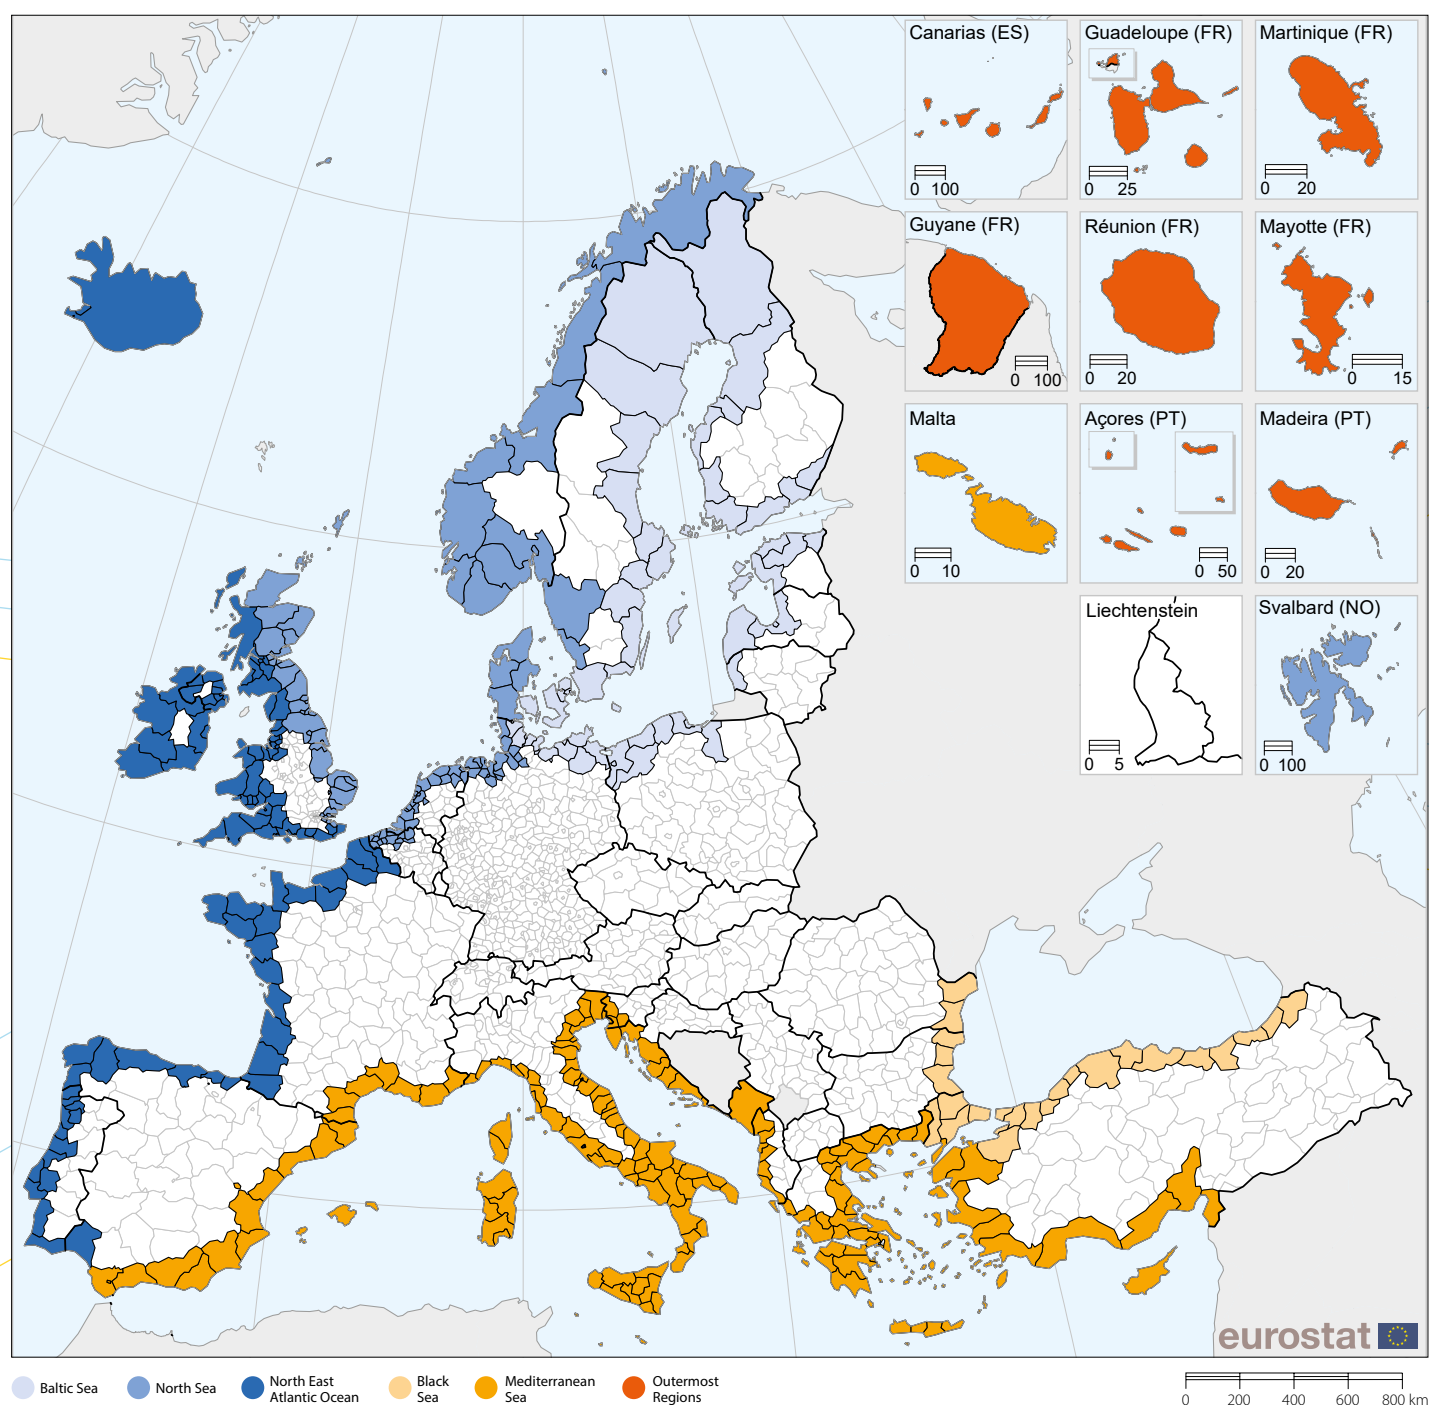 Canarias (ES)
0 100
Guadeloupe (FR)
0 25
Martinique (FR)
0 20
Guyane (FR)
0 100
Réunion (FR)
0 20
Mayotte (FR)
0 15
Malta
0 10
Açores (PT)
0 50
Madeira (PT)
0 20
Liechtenstein
0 5
Svalbard (NO)
0 100
eurostat
Baltic Sea
North Sea
North East
Atlantic Ocean
Black
Sea
Mediterranean
Sea
Outermost
Regions
0 200 400 600 800 km